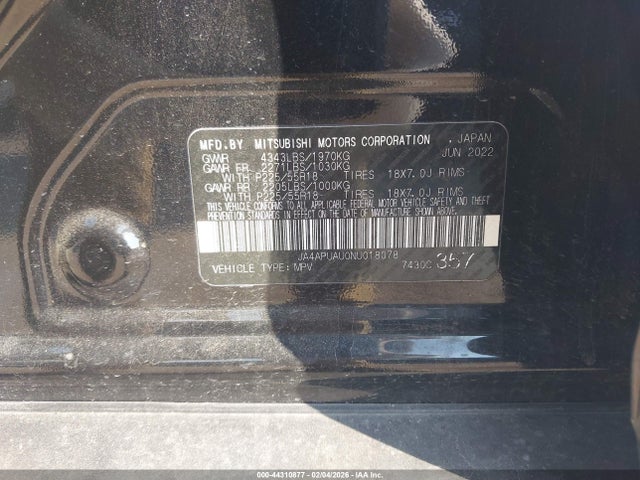 MFD.BY MITSUBISHI MOTORS CORPORATION , JAPAN
GVWR 4343LBS/1970KG JUN 2022
GAWR FR 2271LBS/1030KG
WITH P225/55R18 TIRES 18X7.0J RIMS
GAWR RR 2205LBS/1000KG
WITH P225/55R18 TIRES 18X7.0J RIMS
THIS VEHICLE CONFORMS TO ALL APPLICABLE FEDERAL MOTOR VEHICLE SAFETY AND THEFT
PREVENTION STANDARDS IN EFFECT ON THE DATE OF MANUFACTURE SHOWN ABOVE.
JA4APUAU0NU018078
VEHICLE TYPE: MPV 7430C 357
000-44310877 - 02/04/2026 - IAA Inc.